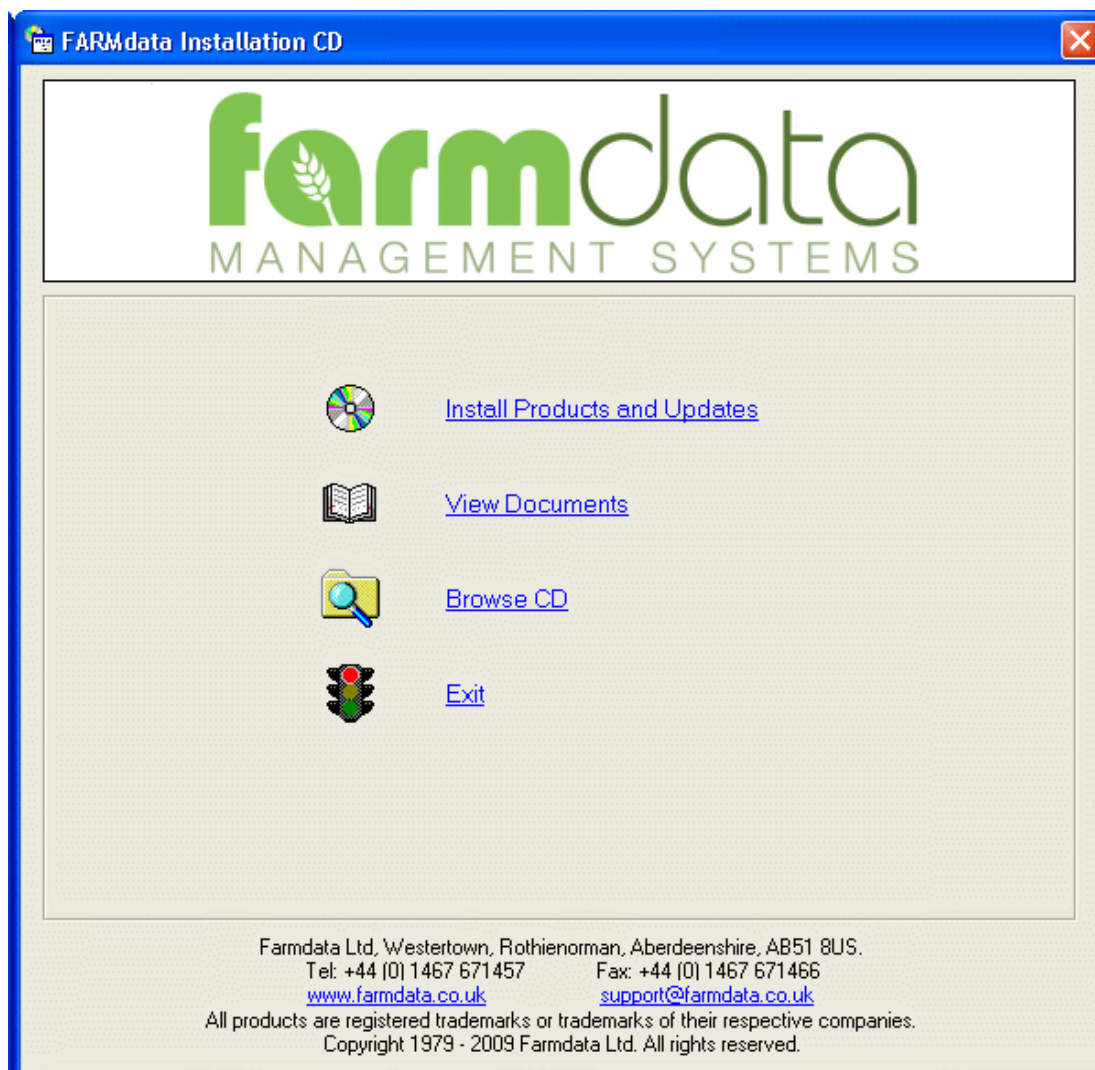 FARMdata Installation CD
farmdata
MANAGEMENT SYSTEMS
Install Products and Updates
View Documents
Browse CD
Exit
Farmdata Ltd, Westertown, Rothienorman, Aberdeenshire, AB51 8US.
Tel: +44 (0) 1467 671457 Fax: +44 (0) 1467 671466
www.farmdata.co.uk support@farmdata.co.uk
All products are registered trademarks or trademarks of their respective companies.
Copyright 1979 - 2009 Farmdata Ltd. All rights reserved.